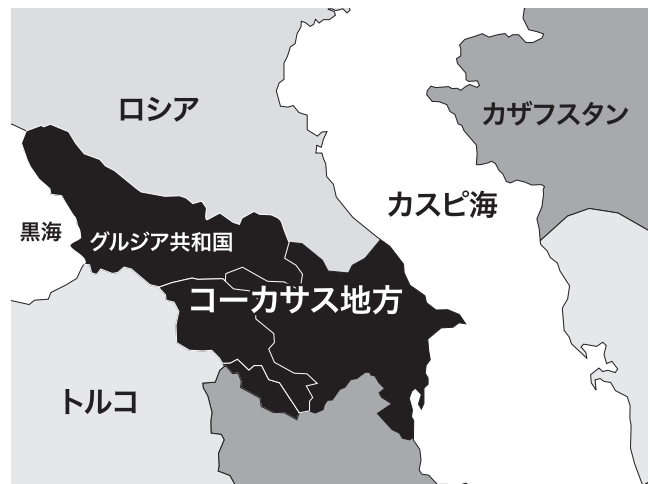 ロシア
カザフスタン
カスピ海
黒海
グルジア共和国
コーカサス地方
トルコ